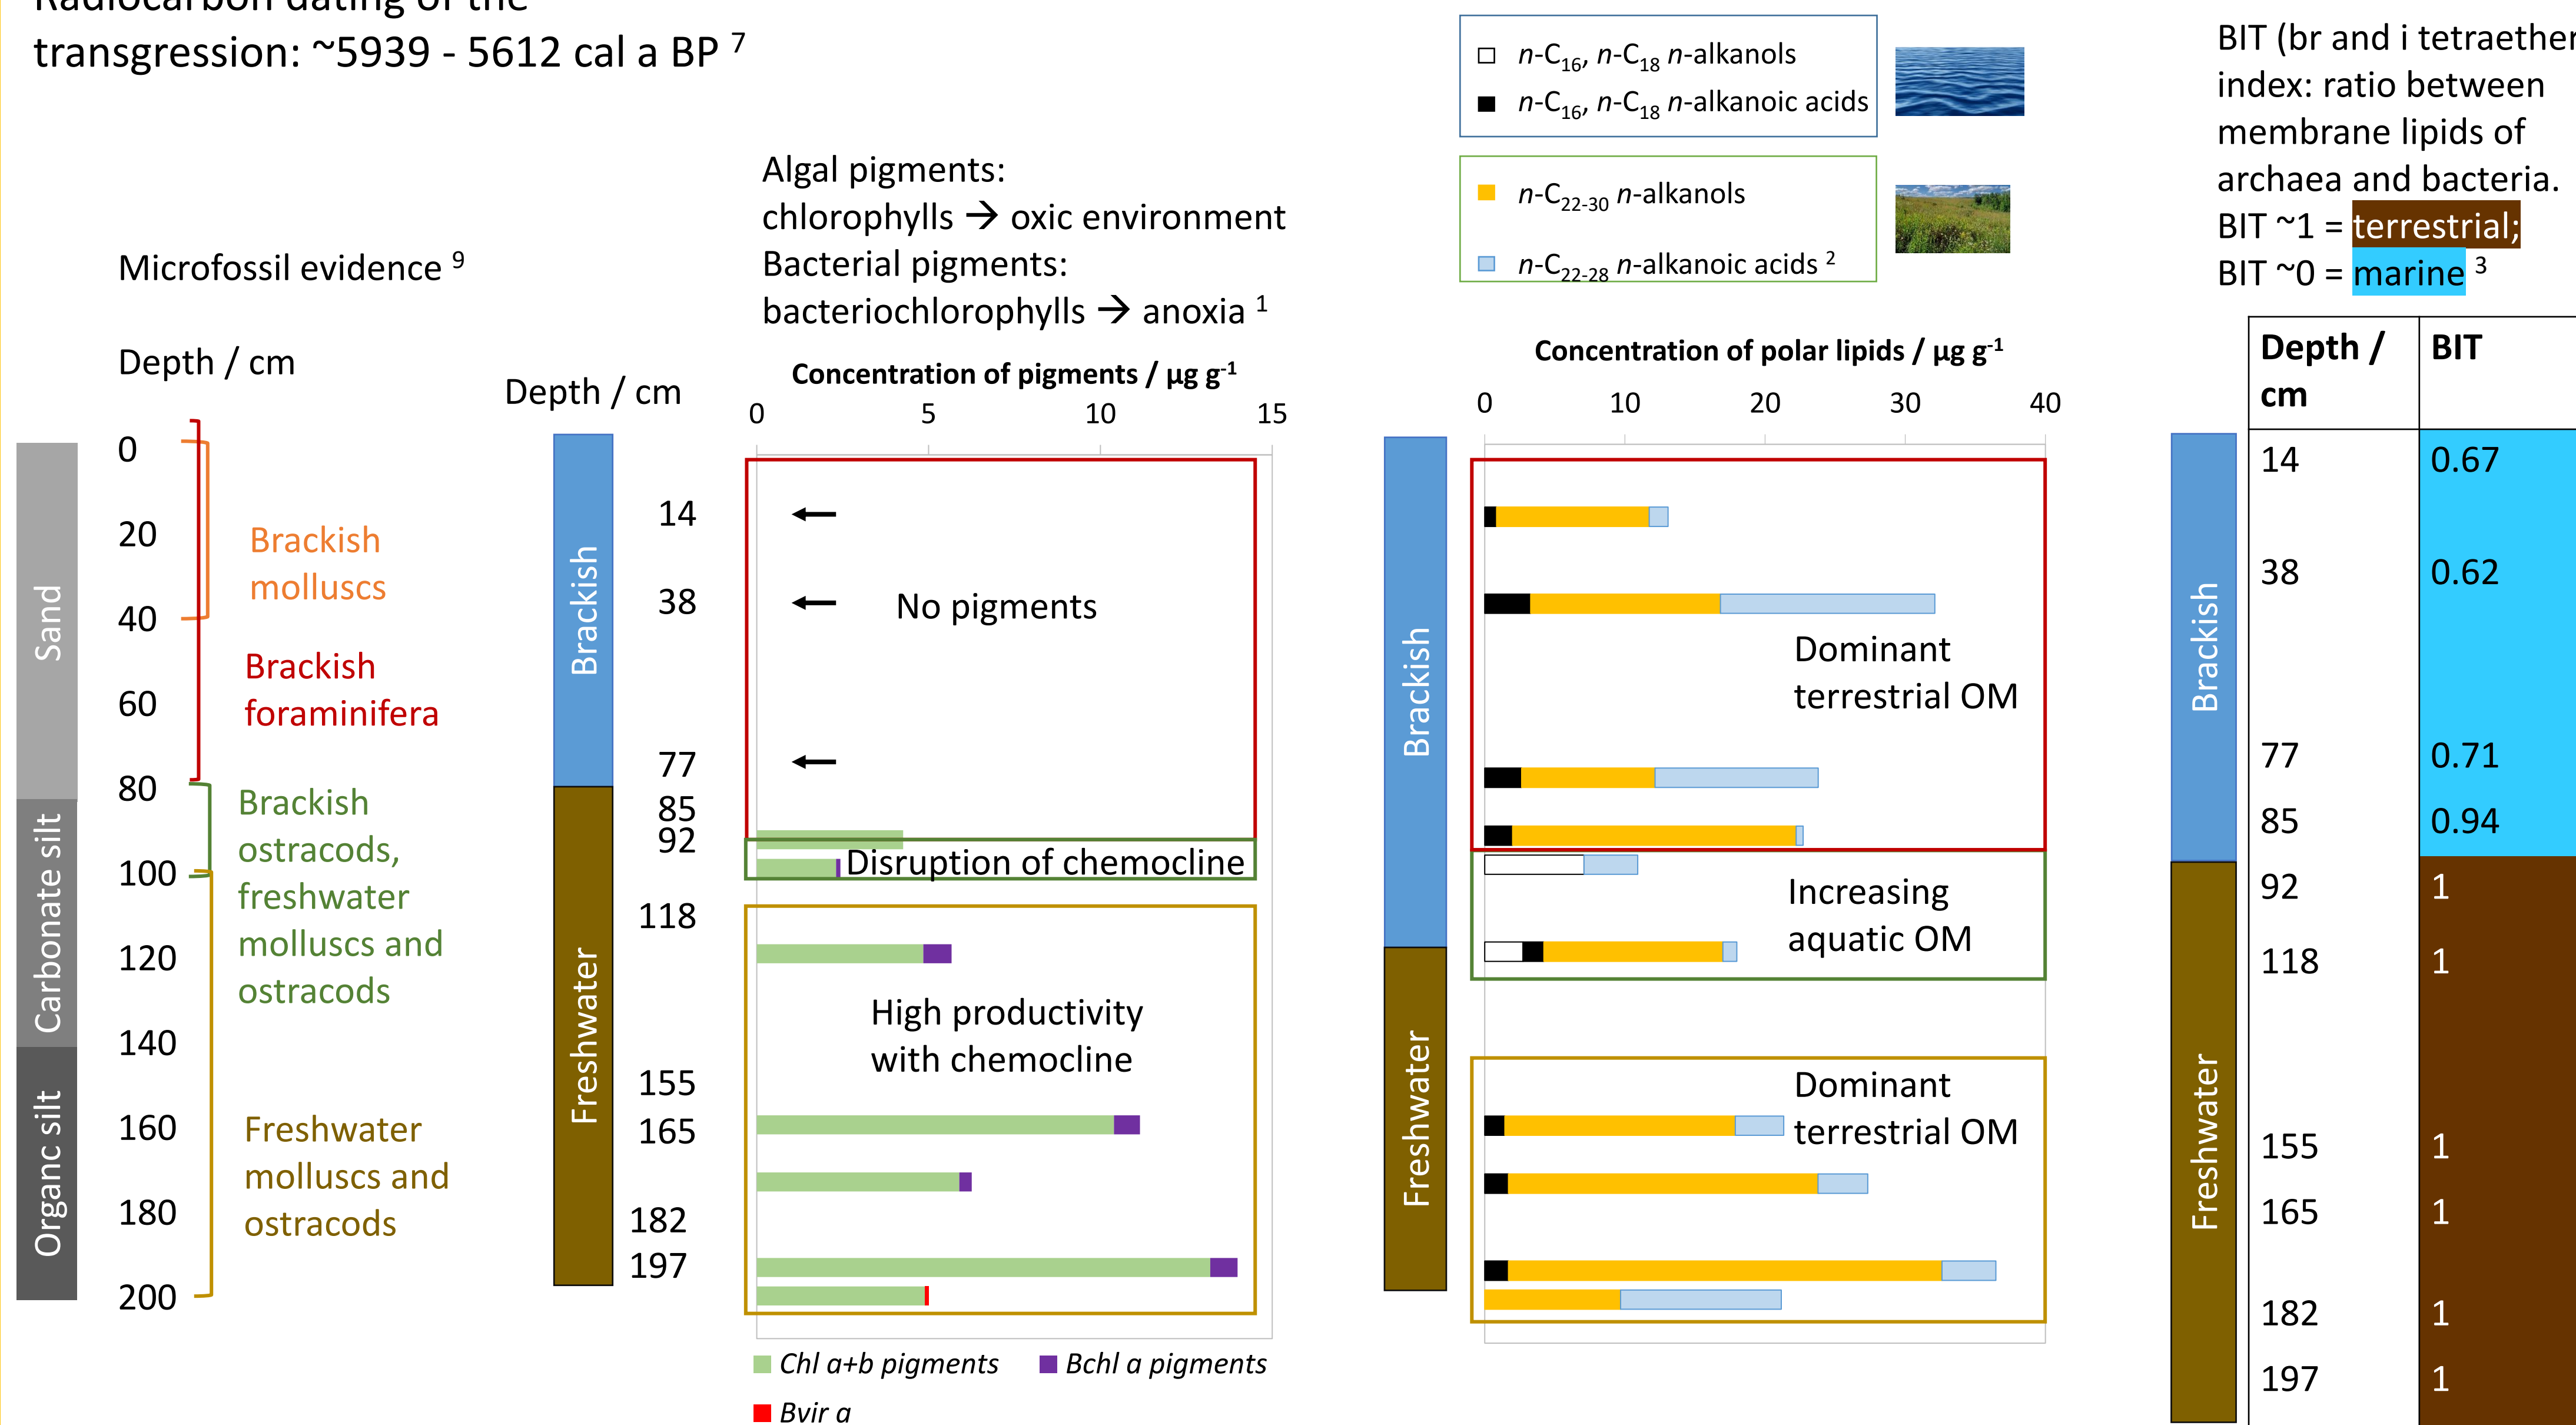 Radiocarbon dating of the
transgression: ~5939 - 5612 cal a BP 7
Microfossil evidence 9
Depth / cm
0
20
40
60
80
100
120
140
160
180
200
Sand
Carbonate silt
Organc silt
Brackish
molluscs
Brackish
foraminifera
Brackish
ostracods,
freshwater
molluscs and
ostracods
Freshwater
molluscs and
ostracods
Algal pigments:
chlorophylls → oxic environment
Bacterial pigments:
bacteriochlorophylls → anoxia 1
Depth / cm
Concentration of pigments / µg g-1
0 5 10 15
Brackish
Freshwater
14
38
77
85
92
118
155
165
182
197
No pigments
Disruption of chemocline
High productivity
with chemocline
Chl a+b pigments
Bchl a pigments
Bvir a
n-C16, n-C18 n-alkanols
n-C16, n-C18 n-alkanoic acids
n-C22-30 n-alkanols
n-C22-28 n-alkanoic acids 2
Concentration of polar lipids / µg g-1
0 10 20 30 40
Brackish
Freshwater
Dominant
terrestrial OM
Increasing
aquatic OM
Dominant
terrestrial OM
BIT (br and i tetraether
index: ratio between
membrane lipids of
archaea and bacteria.
BIT ~1 = terrestrial;
BIT ~0 = marine 3
Brackish
Freshwater
Depth / BIT
cm
14 0.67
38 0.62
77 0.71
85 0.94
92 1
118 1
155 1
165 1
182 1
197 1